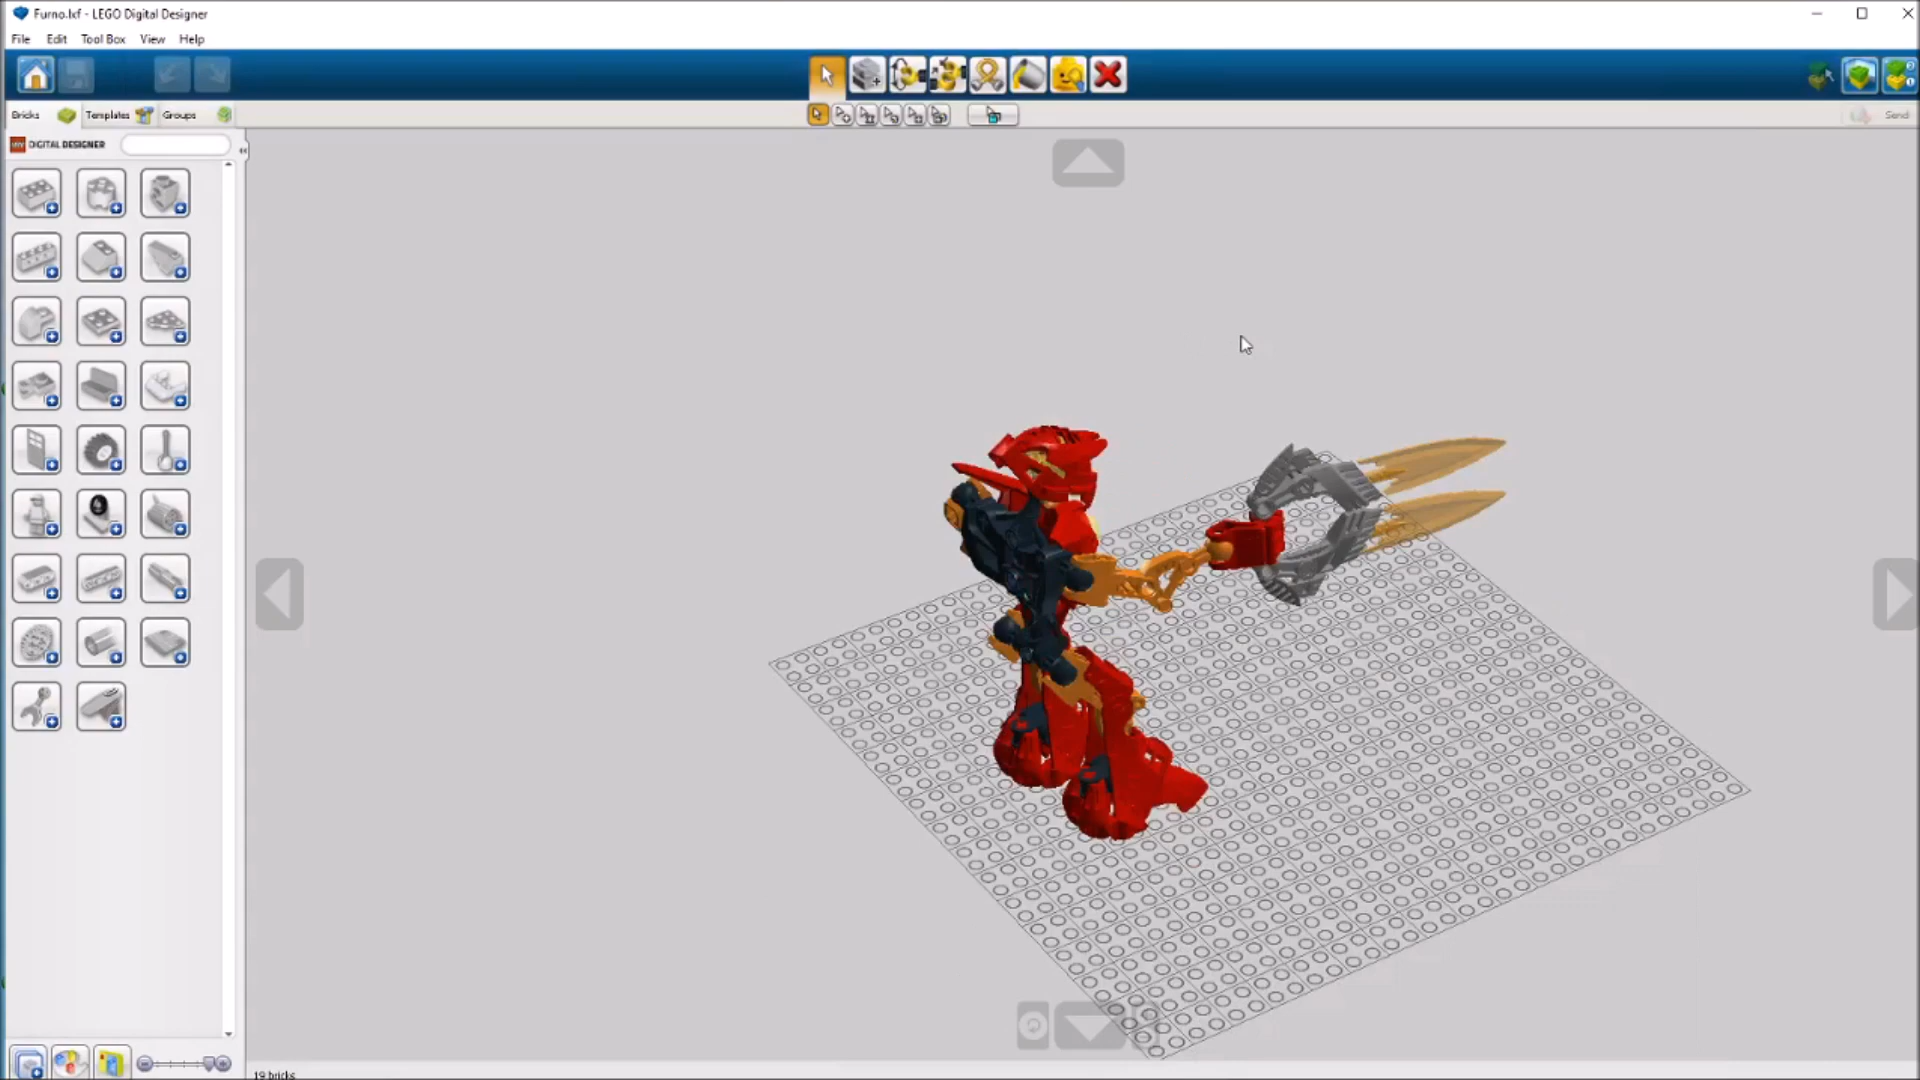 Furno.lxf - LEGO Digital Designer
File Edit Tool Box View Help
Bricks Templates Groups
Send
DIGITAL DESIGNER
19 bricks